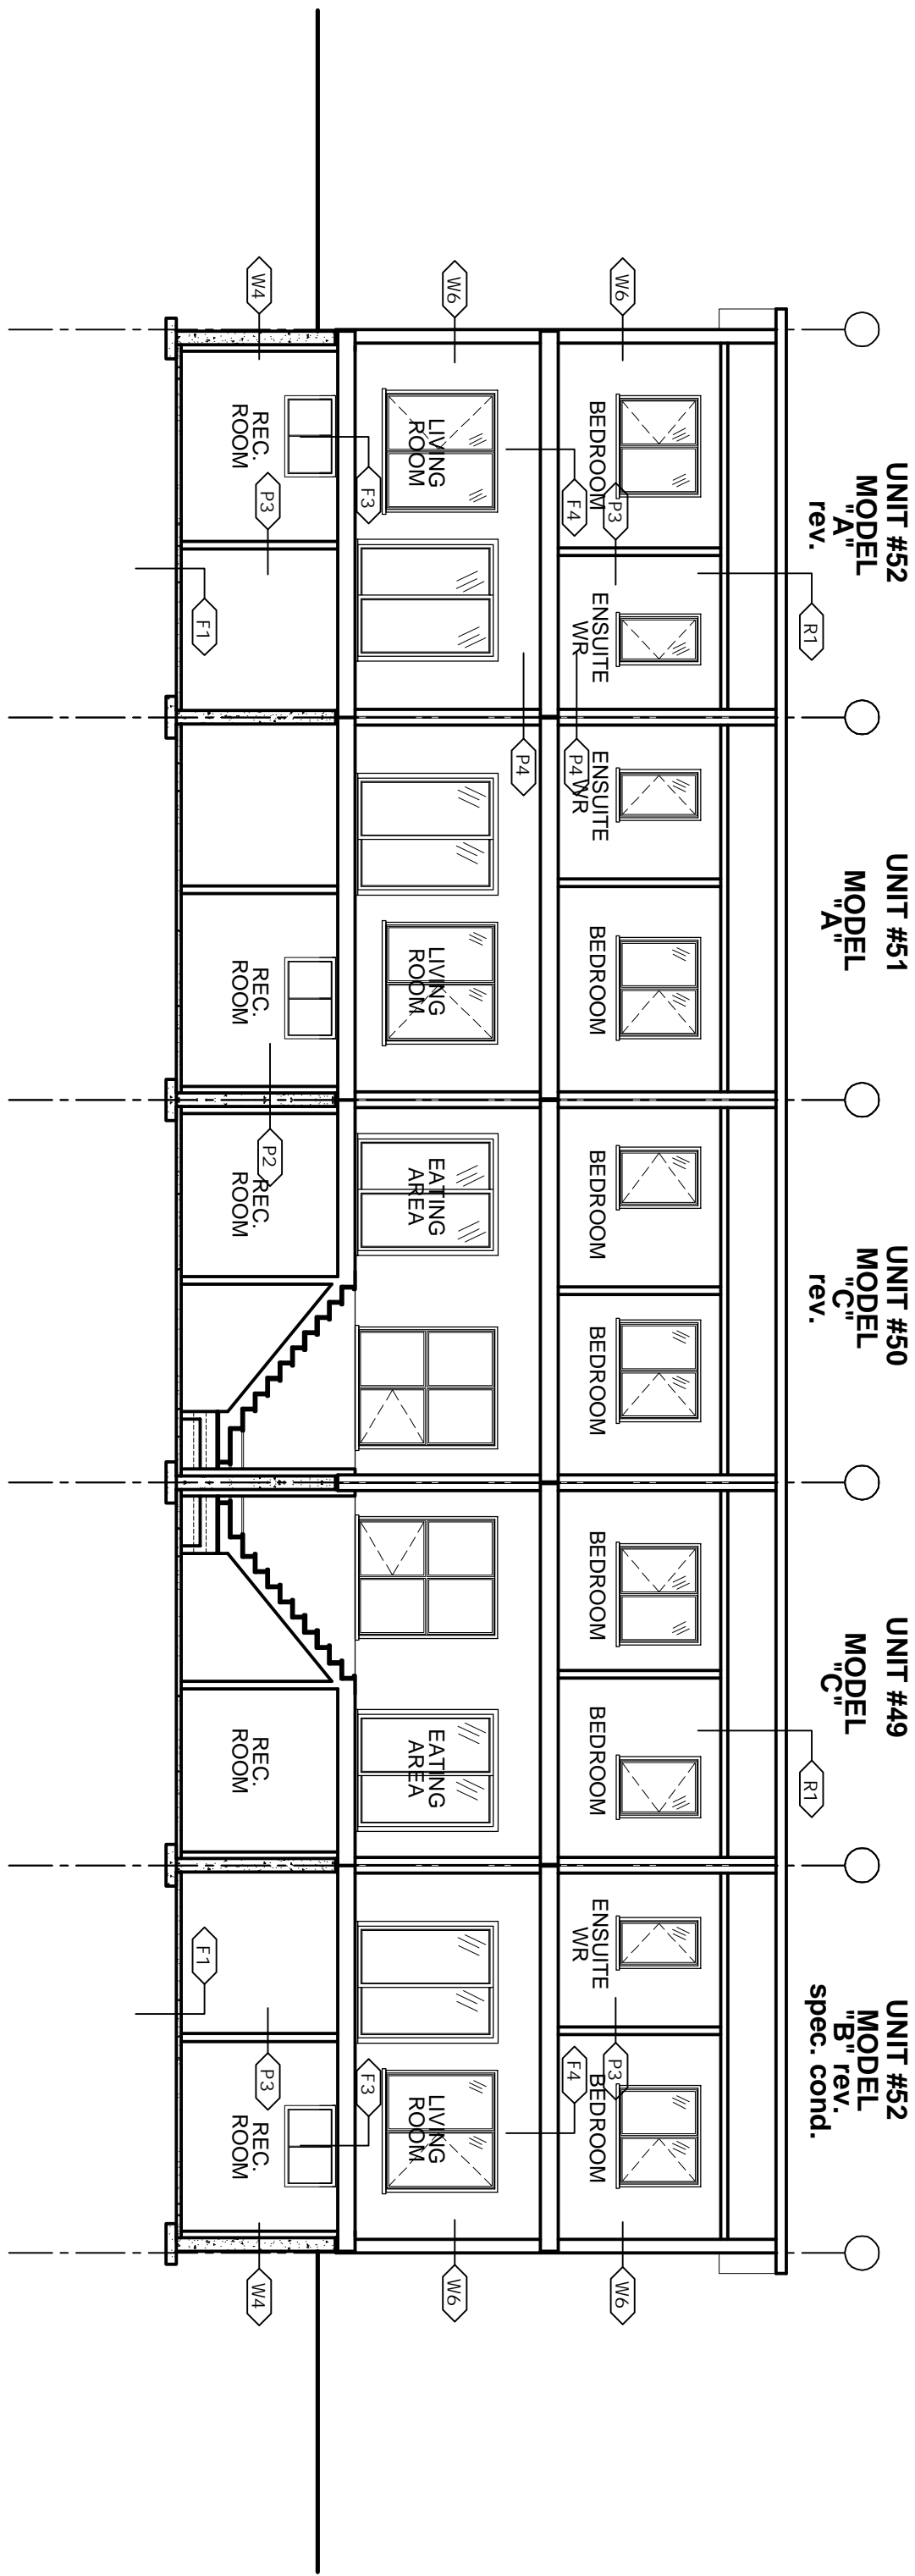 UNIT #52
MODEL
"A"
rev.
UNIT #51
MODEL
"A"
UNIT #50
MODEL
"C"
rev.
UNIT #49
MODEL
"C"
UNIT #52
MODEL
"B" rev.
spec. cond.
R1
R1
W6
BEDROOM
P3
ENSUITE
WR
P4
ENSUITE
WR
BEDROOM
BEDROOM
BEDROOM
BEDROOM
BEDROOM
ENSUITE
WR
P3
BEDROOM
W6
F4
P4
F4
W6
LIVING
ROOM
LIVING
ROOM
EATING
AREA
EATING
AREA
LIVING
ROOM
W6
F3
F3
W4
REC.
ROOM
P3
REC.
ROOM
P2
REC.
ROOM
REC.
ROOM
P3
REC.
ROOM
W4
F1
F1